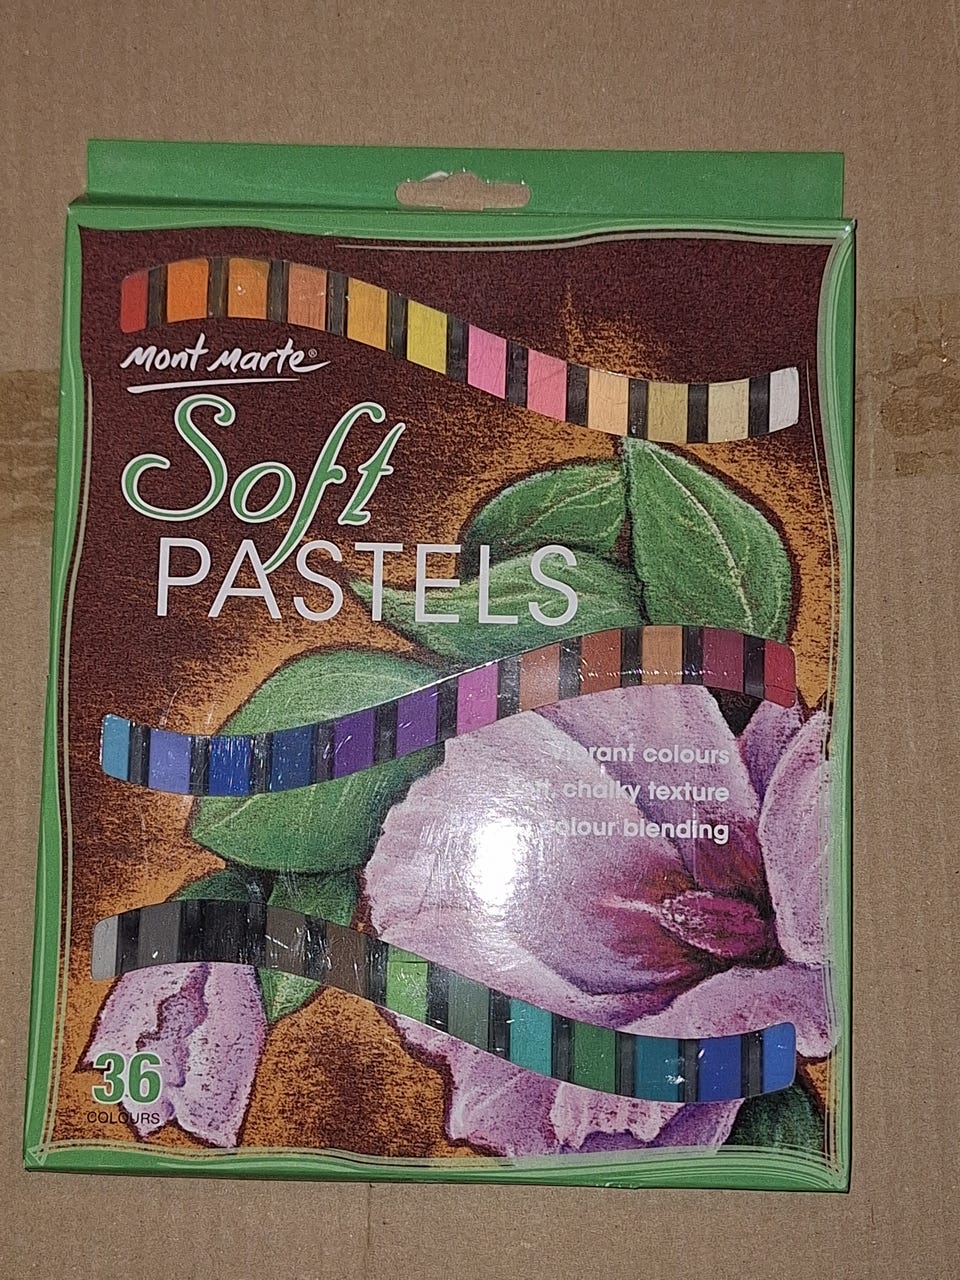 Mont Marte®
Soft
PASTELS
colours
chalky texture
colour blending
36
COLOURS